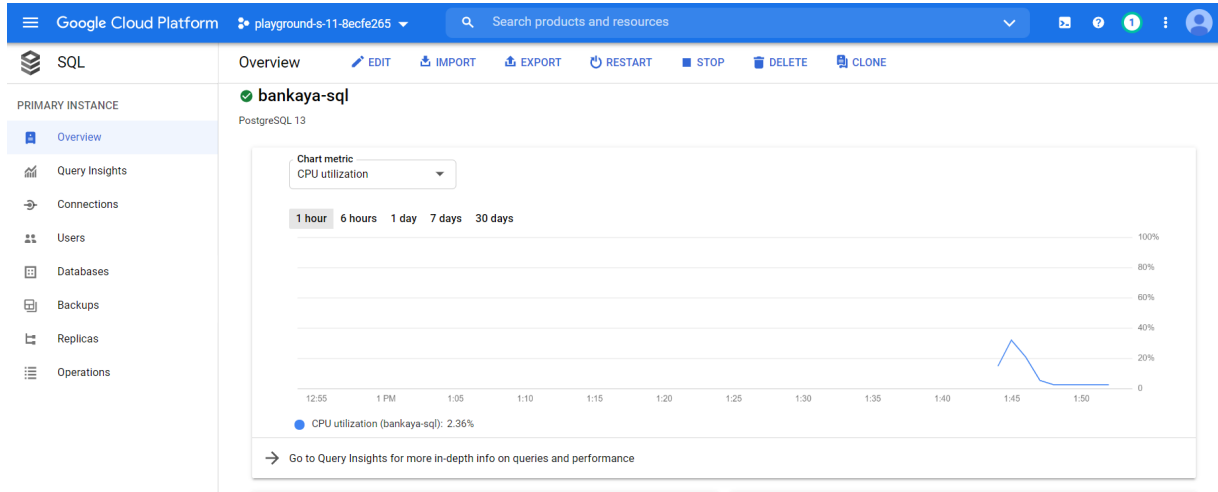 Google Cloud Platform playground-s-11-8ecfe265 Search products and resources 1
SQL
PRIMARY INSTANCE
Overview
Query Insights
Connections
Users
Databases
Backups
Replicas
Operations
Overview EDIT IMPORT EXPORT RESTART STOP DELETE CLONE
bankaya-sql
PostgreSQL 13
Chart metric
CPU utilization
1 hour 6 hours 1 day 7 days 30 days
100%
80%
60%
40%
20%
0
12:55 1 PM 1:05 1:10 1:15 1:20 1:25 1:30 1:35 1:40 1:45 1:50
CPU utilization (bankaya-sql): 2.36%
Go to Query Insights for more in-depth info on queries and performance